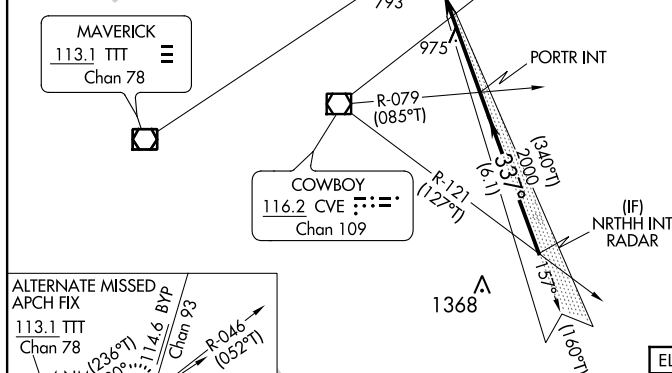 793
MAVERICK
113.1 TTT
Chan 78
975
PORTR INT
R-079
(085°T)
COWBOY
116.2 CVE
Chan 109
R-121
(127°T)
337°
(6.1)
2000
(340°T)
(IF)
NRTHH INT
RADAR
157°
(160°T)
1368
ALTERNATE MISSED
APCH FIX
113.1 TTT
Chan 78
(236°T)
114.6 BYP
Chan 93
R-046
(052°T)
EL